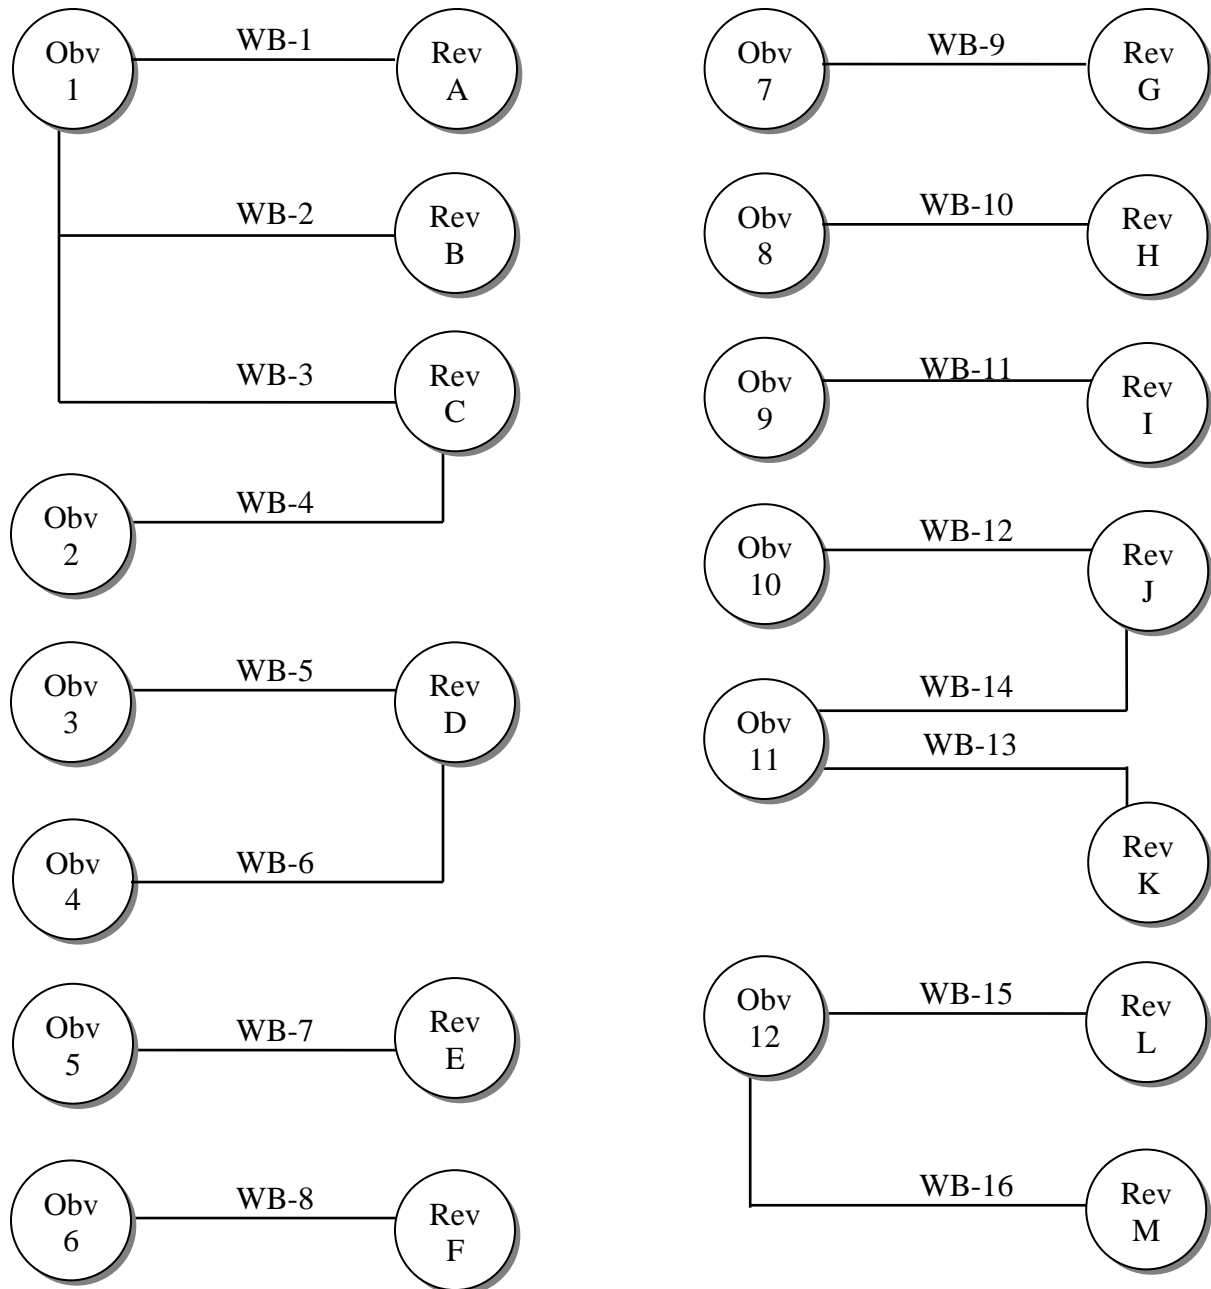 Obv
1
WB-1
Rev
A
WB-2
Rev
B
WB-3
Rev
C
Obv
2
WB-4
Obv
3
WB-5
Rev
D
Obv
4
WB-6
Obv
5
WB-7
Rev
E
Obv
6
WB-8
Rev
F
Obv
7
WB-9
Rev
G
Obv
8
WB-10
Rev
H
Obv
9
WB-11
Rev
I
Obv
10
WB-12
Rev
J
Obv
11
WB-14
WB-13
Rev
K
Obv
12
WB-15
Rev
L
WB-16
Rev
M